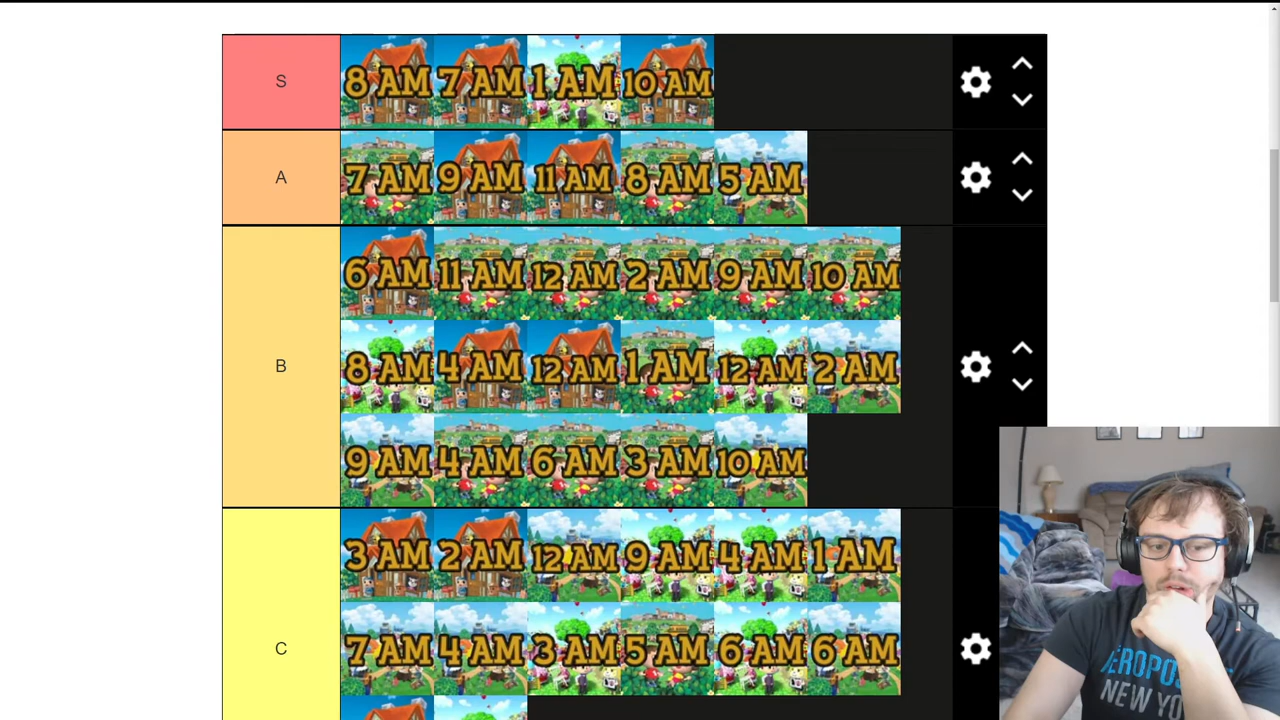 S
8 AM 7 AM 1 AM 10 AM
A
7 AM 9 AM 11 AM 8 AM 5 AM
B
6 AM 11 AM 12 AM 2 AM 9 AM 10 AM
8 AM 4 AM 12 AM 1 AM 12 AM 2 AM
9 AM 4 AM 6 AM 3 AM 10 AM
C
3 AM 2 AM 12 AM 9 AM 4 AM 1 AM
7 AM 4 AM 3 AM 5 AM 6 AM 6 AM
NEW YO